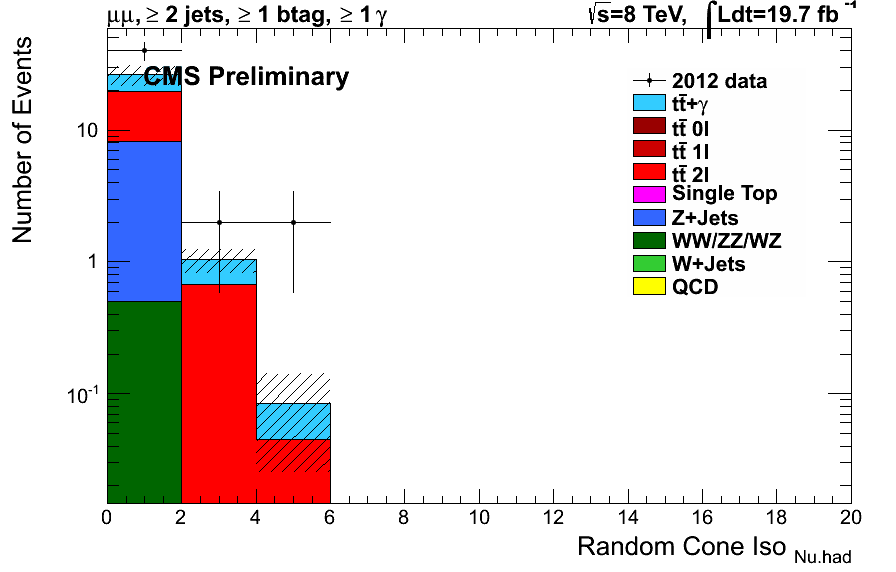 μμ, ≥ 2 jets, ≥ 1 btag, ≥ 1 γ
√s=8 TeV, ∫Ldt=19.7 fb⁻¹
CMS Preliminary
Number of Events
10
1
10⁻¹
2012 data
tt̄+γ
tt̄ 0l
tt̄ 1l
tt̄ 2l
Single Top
Z+Jets
WW/ZZ/WZ
W+Jets
QCD
0 2 4 6 8 10 12 14 16 18 20
Random Cone Iso Nu.had